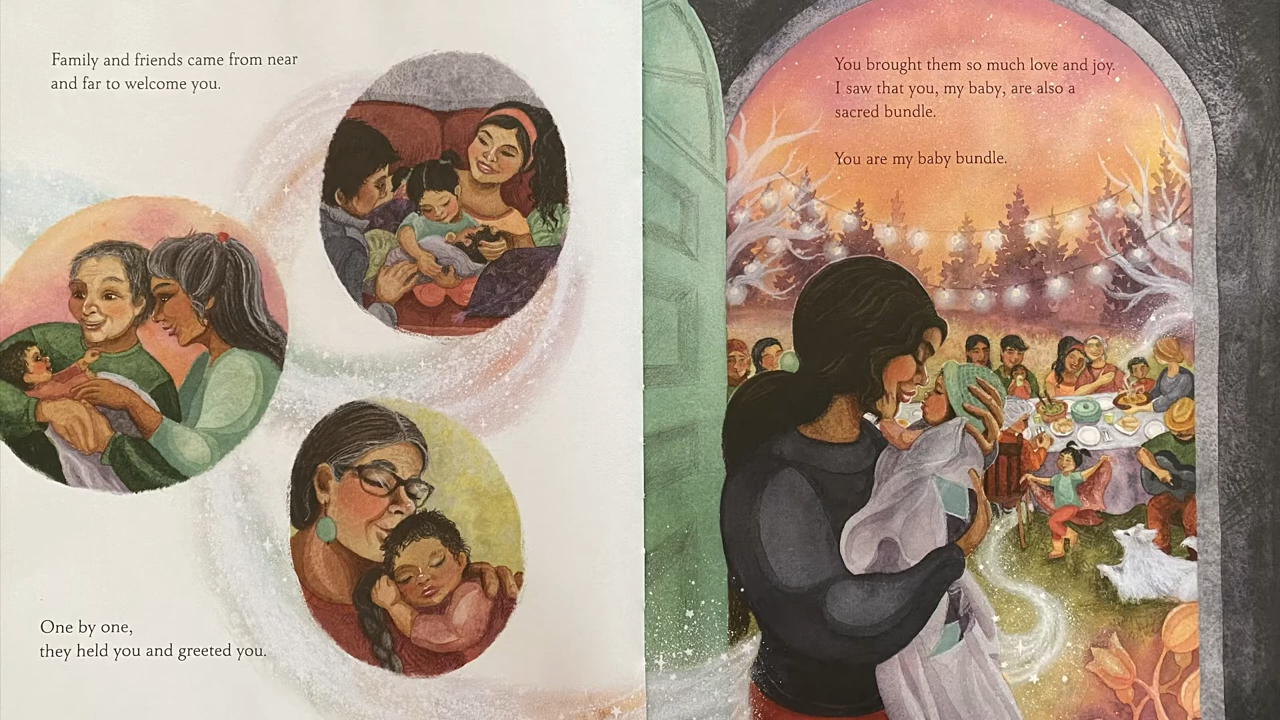 Family and friends came from near
and far to welcome you.
One by one,
they held you and greeted you.
You brought them so much love and joy.
I saw that you, my baby, are also a
sacred bundle.
You are my baby bundle.